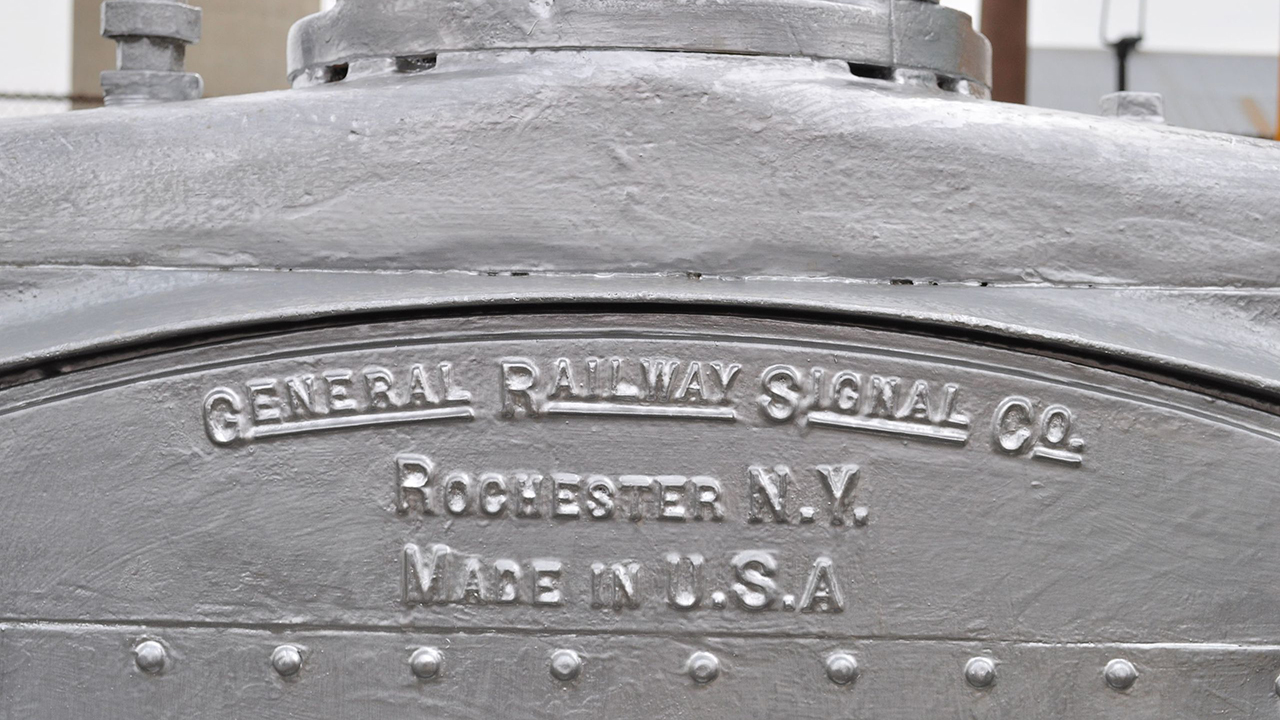 GENERAL RAILWAY SIGNAL CO.
ROCHESTER N.Y.
MADE IN U.S.A